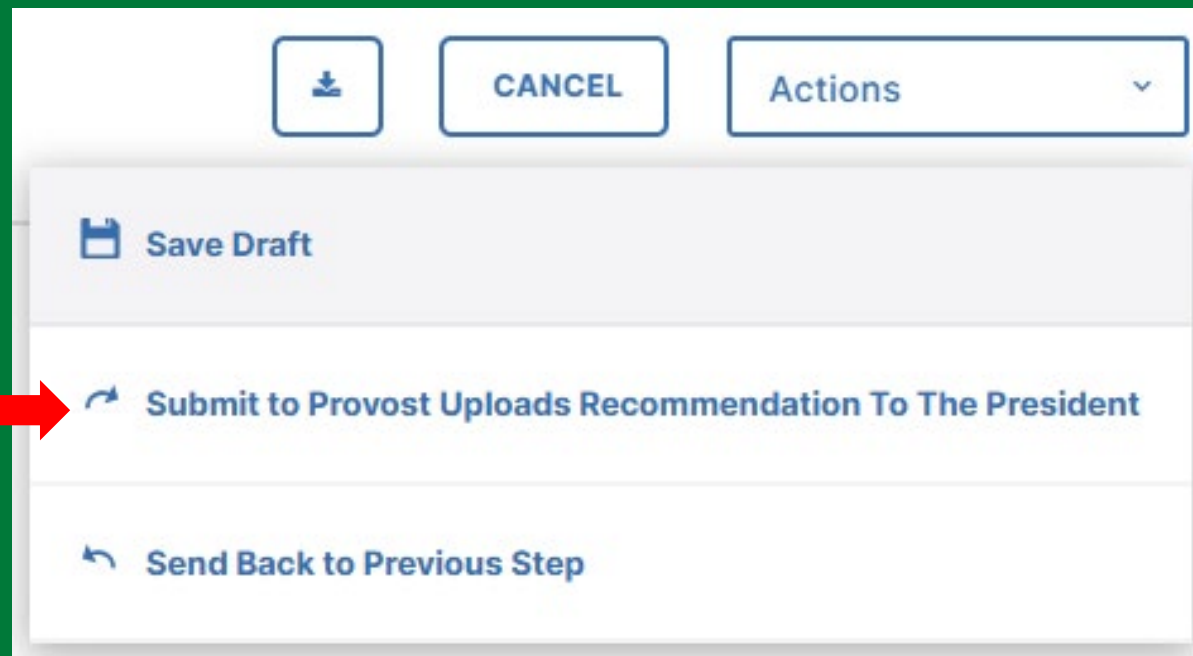 CANCEL
Actions
Save Draft
Submit to Provost Uploads Recommendation To The President
Send Back to Previous Step